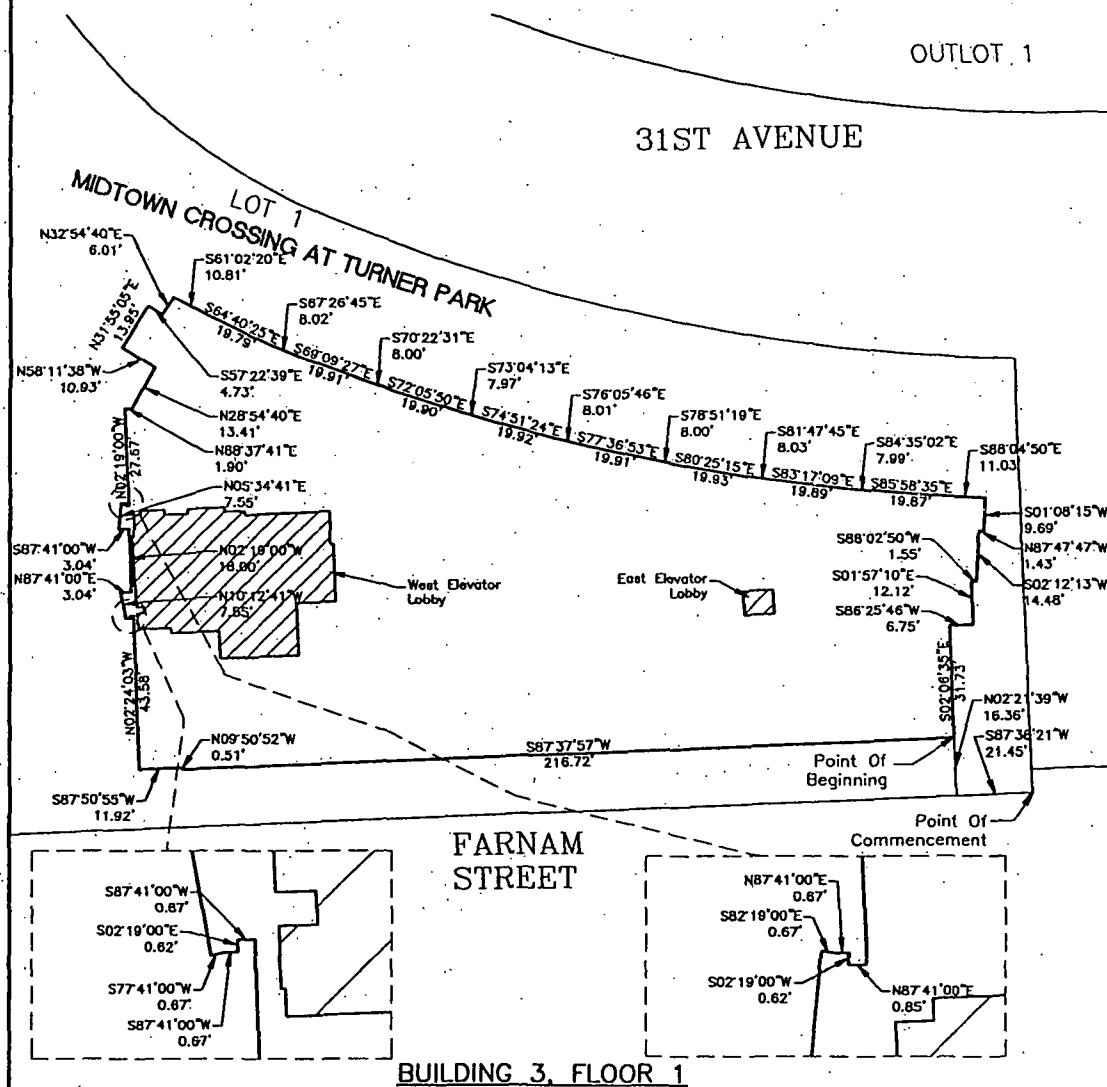 OUTLOT 1
31ST AVENUE
LOT 1
MIDTOWN CROSSING AT TURNER PARK
N32°54'40"E
6.01'
S61°02'20"E
10.81'
N31°55'05"E
13.95'
S64°40'25"E
19.79'
S67°26'45"E
8.02'
S69°09'27"E
19.91'
S70°22'31"E
8.00'
S72°05'50"E
19.90'
S73°04'13"E
7.97'
S74°51'24"E
19.92'
S76°05'46"E
8.01'
S77°36'53"E
19.91'
S78°51'19"E
8.00'
S80°25'15"E
19.93'
S81°47'45"E
8.03'
S83°17'09"E
19.89'
S84°35'02"E
7.99'
S85°58'35"E
19.87'
S88°04'50"E
11.03
N58°11'38"W
10.93'
S57°22'39"E
4.73'
N28°54'40"E
13.41'
N88°37'41"E
1.90'
N02°19'00"W
27.67'
N05°34'41"E
7.55'
S87°41'00"W
3.04'
N87°41'00"E
3.04'
N02°19'00"W
18.00'
N10°12'41"W
7.55'
West Elevator
Lobby
East Elevator
Lobby
S01°08'15"W
9.69'
N87°47'47"W
1.43'
S88°02'50"W
1.55'
S01°57'10"E
12.12'
S02°12'13"W
14.48'
S86°25'46"W
6.75'
S02°06'35"E
31.73'
N02°21'39"W
16.36'
S87°38'21"W
21.45'
N02°24'03"W
43.58'
N09°50'52"W
0.51'
S87°37'57"W
216.72'
Point Of
Beginning
S87°50'55"W
11.92'
Point Of
Commencement
FARNAM
STREET
S87°41'00"W
0.87'
S02°19'00"E
0.62'
S77°41'00"W
0.67'
S87°41'00"W
0.67'
N87°41'00"E
0.67'
S82°19'00"E
0.67'
S02°19'00"W
0.62'
N87°41'00"E
0.85'
BUILDING 3, FLOOR 1